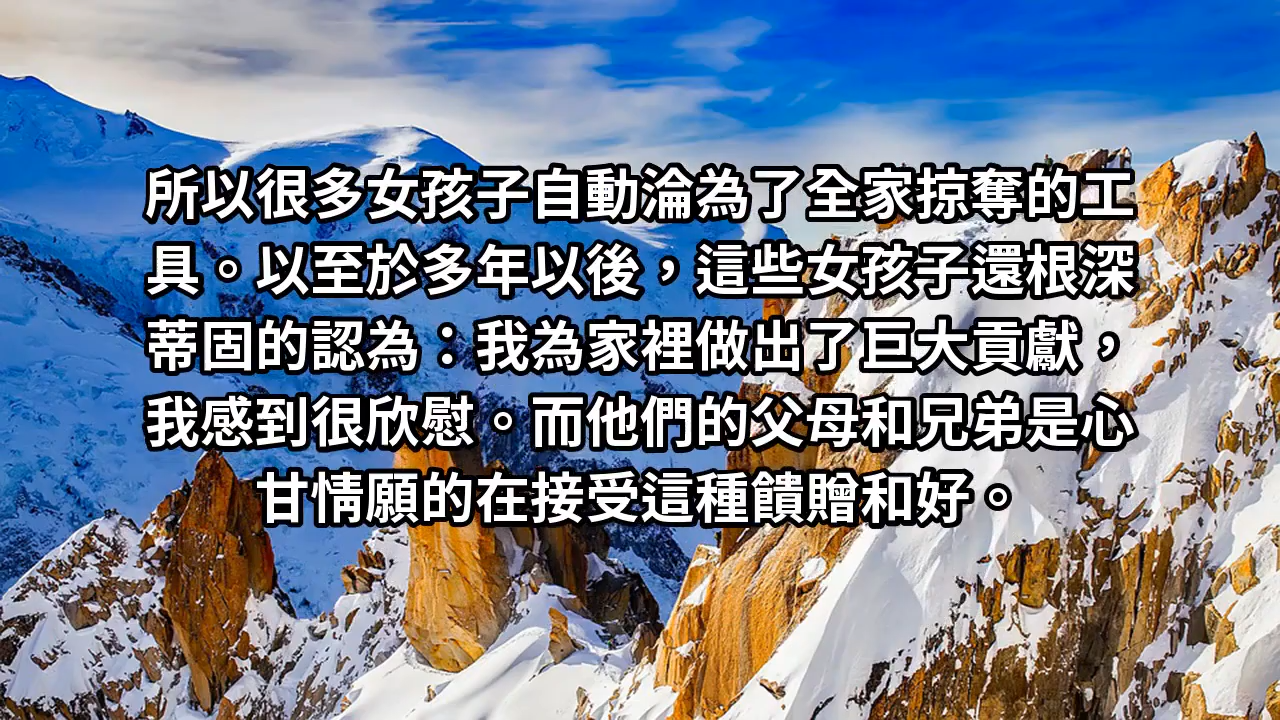 所以很多女孩子自動淪為了全家掠奪的工
具。以至於多年以後，這些女孩子還根深
蒂固的認為：我為家裡做出了巨大貢獻，
我感到很欣慰。而他們的父母和兄弟是心
甘情願的在接受這種饋贈和好。